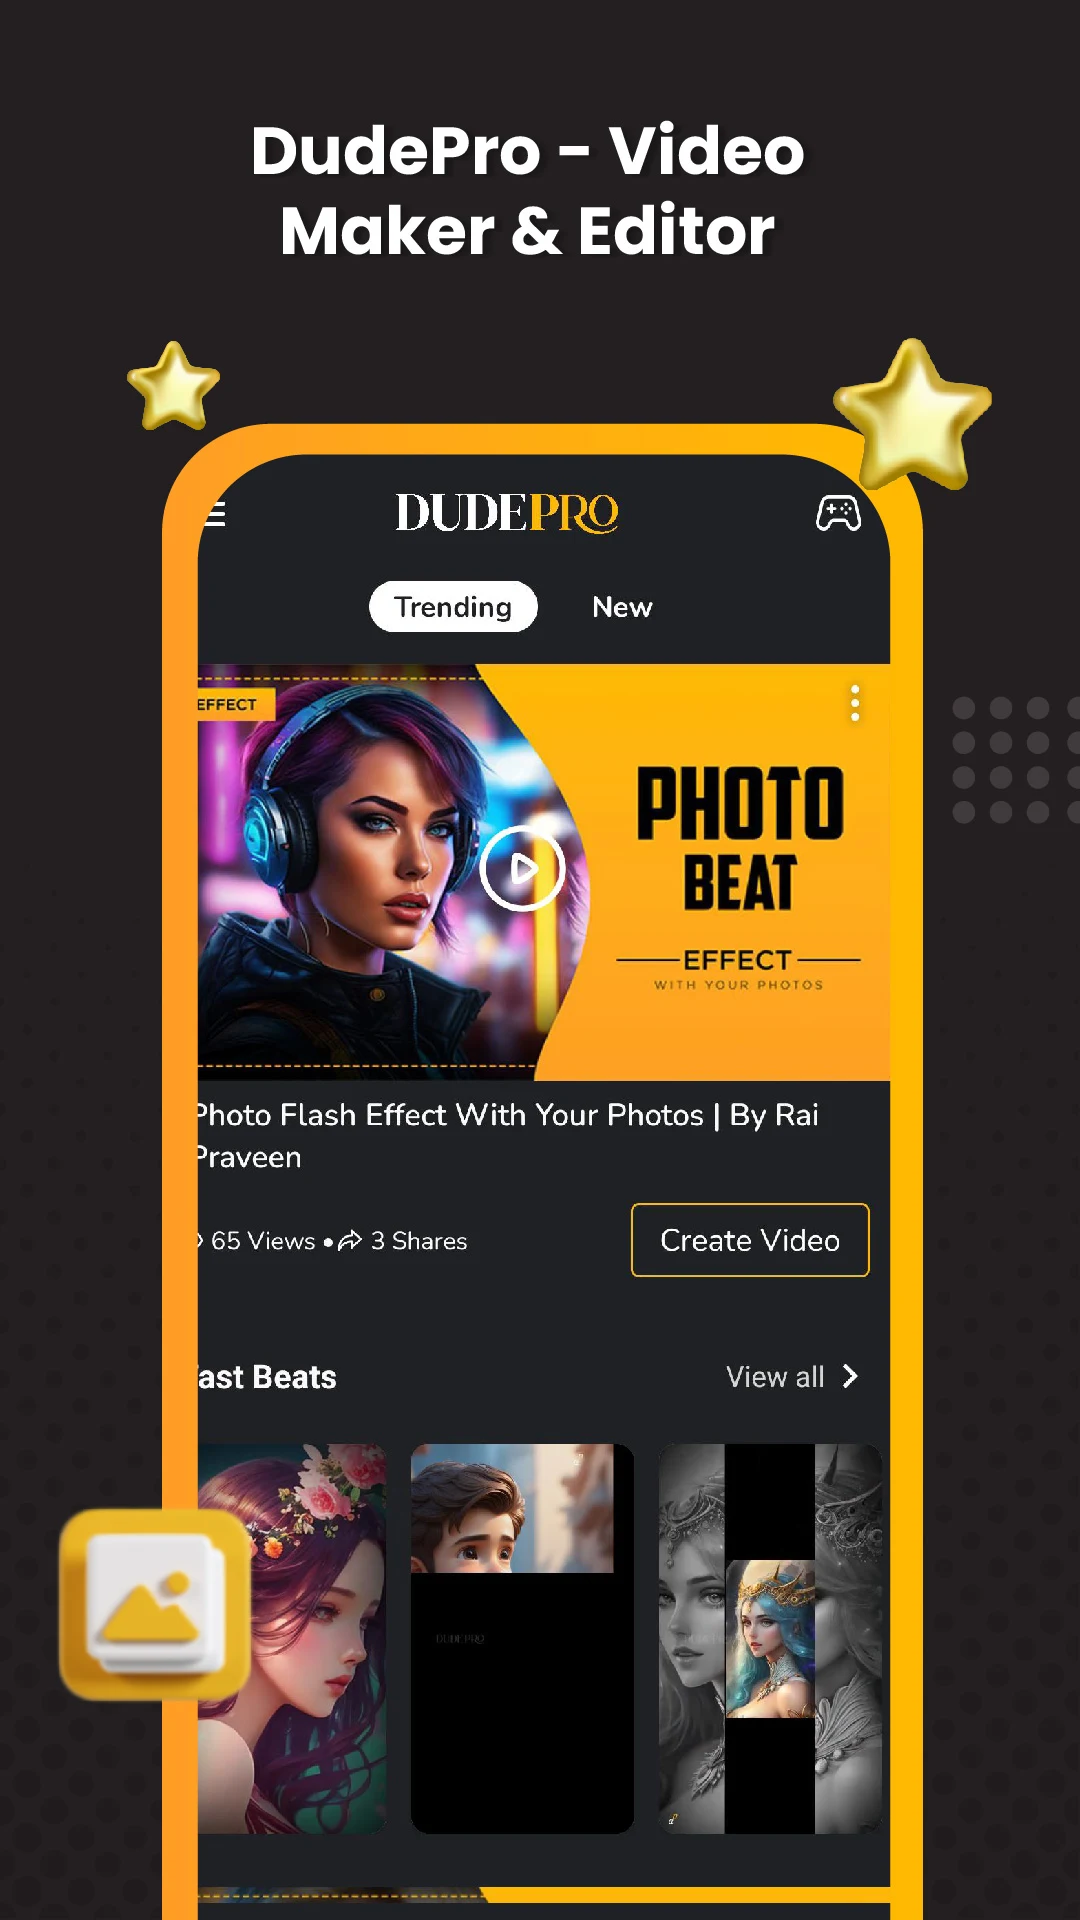 DudePro - Video
Maker & Editor
DUDEPRO
Trending
New
EFFECT
PHOTO
BEAT
EFFECT
WITH YOUR PHOTOS
Photo Flash Effect With Your Photos | By Rai
Praveen
65 Views • 3 Shares
Create Video
ast Beats
View all
DUDEPRO